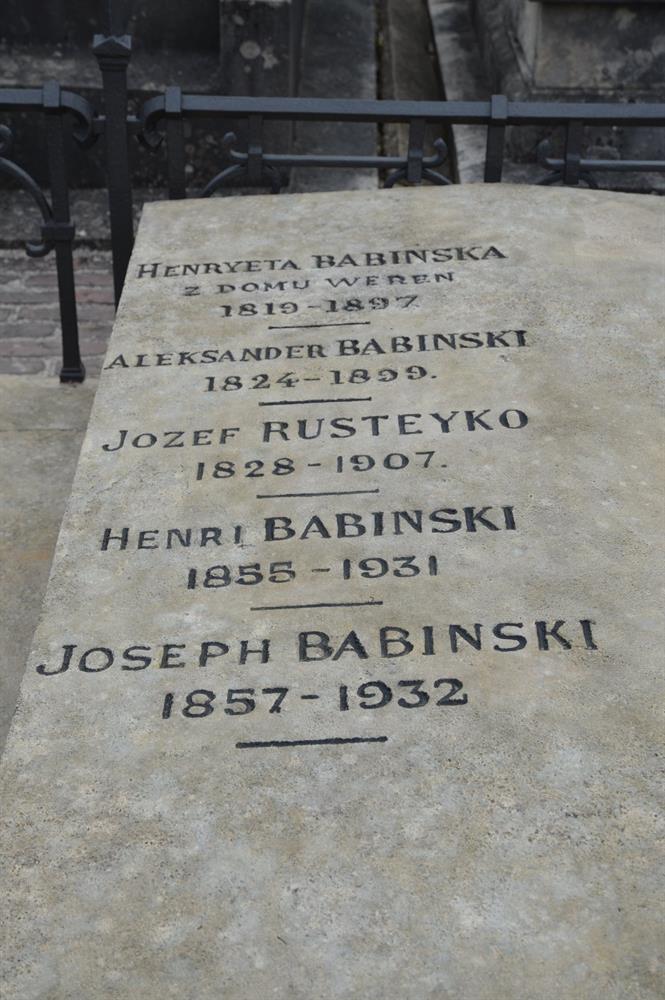 HENRYETA BABINSKA
Z DOMU WEREN
1819-1897
ALEKSANDER BABINSKI
1824-1899.
JOZEF RUSTEYKO
1828-1907.
HENRI BABINSKI
1855-1931
JOSEPH BABINSKI
1857-1932